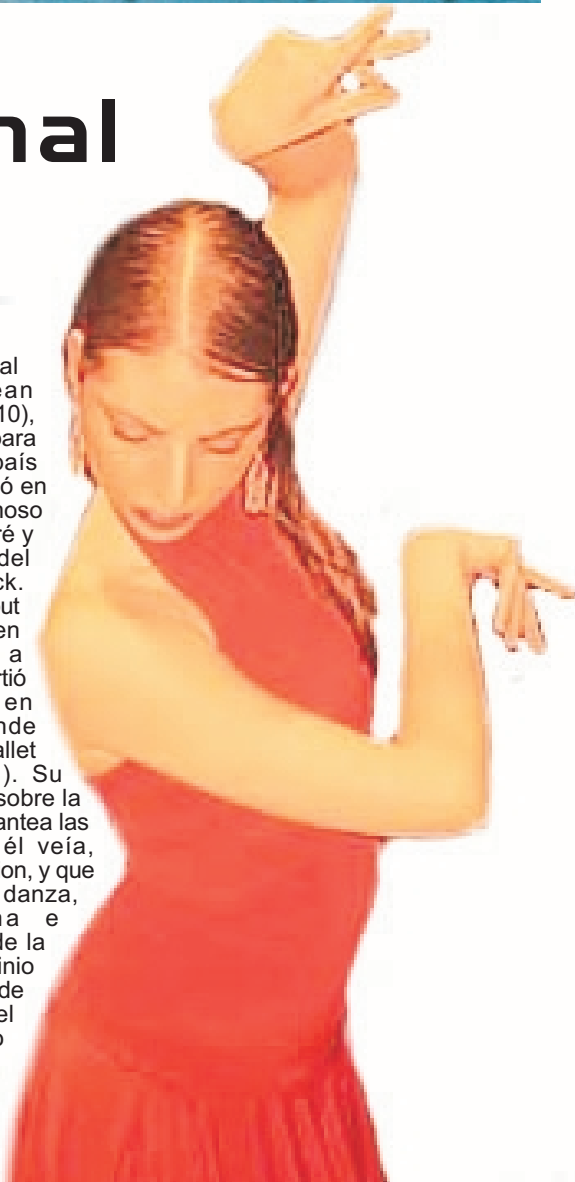 nal
al
ean
10),
para
país
ó en
noso
ré y
del
ck.
out
en
a
rtió
en
nde
allet
). Su
sobre la
antea las
él veía,
on, y que
danza,
na e
de la
inio
de
el
o